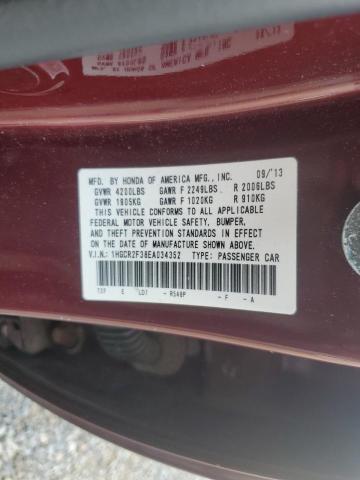 MFD. BY HONDA OF AMERICA MFG., INC. 09/'13
GVWR 4200LBS GAWR F 2249LBS R 2006LBS
GVWR 1905KG GAWR F 1020KG R 910KG
THIS VEHICLE CONFORMS TO ALL APPLICABLE
FEDERAL MOTOR VEHICLE SAFETY, BUMPER,
AND THEFT PREVENTION STANDARDS IN EFFECT
ON THE DATE OF MANUFACTURE SHOWN ABOVE.
V.I.N.: 1HGCR2F38EA034352 TYPE: PASSENGER CAR
E R548P - F - A